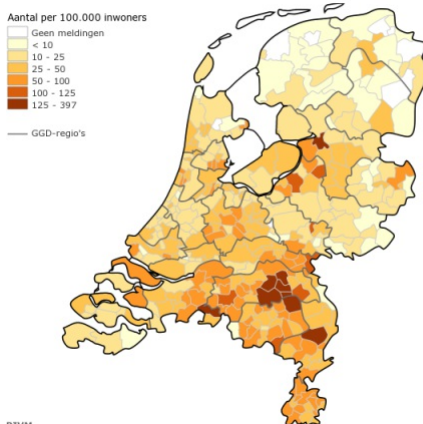 Aantal per 100.000 inwoners
Geen meldingen
< 10
10 - 25
25 - 50
50 - 100
100 - 125
125 - 397
GGD-regio's